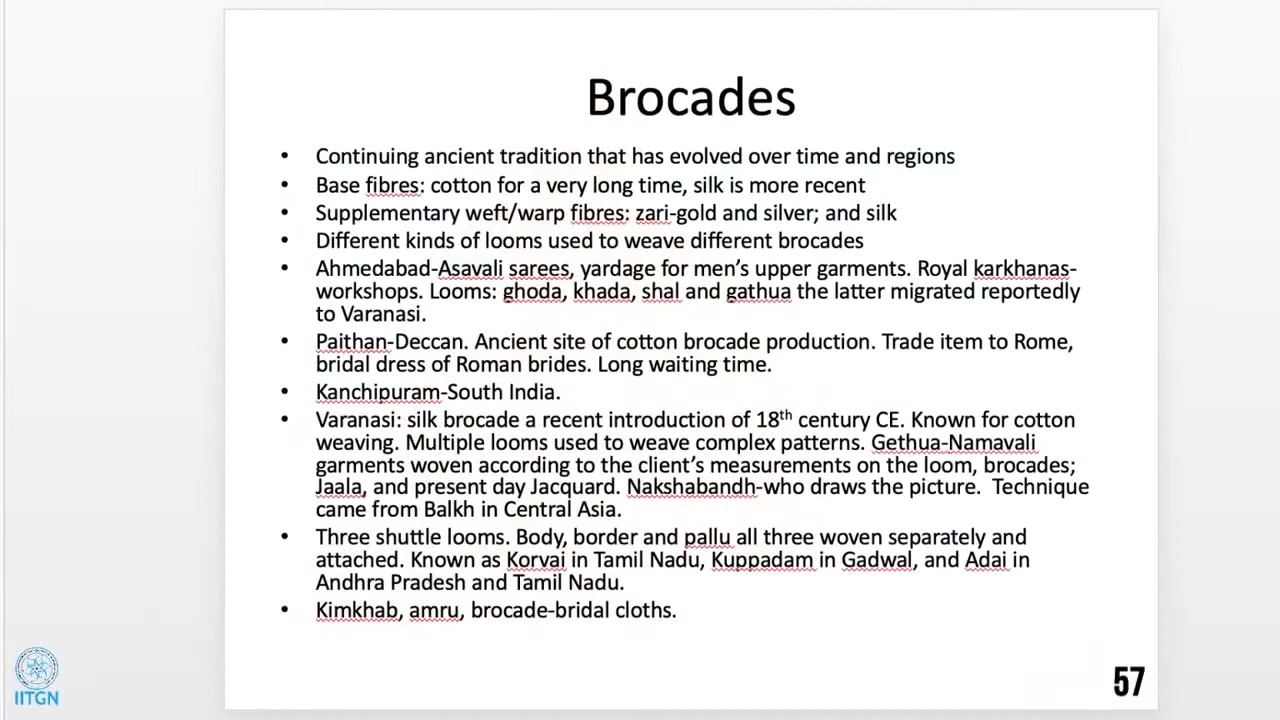 Brocades
• Continuing ancient tradition that has evolved over time and regions
• Base fibres: cotton for a very long time, silk is more recent
• Supplementary weft/warp fibres: zari-gold and silver; and silk
• Different kinds of looms used to weave different brocades
• Ahmedabad-Asavali sarees, yardage for men's upper garments. Royal karkhanas-
workshops. Looms: ghoda, khada, shal and gathua the latter migrated reportedly
to Varanasi.
• Paithan-Deccan. Ancient site of cotton brocade production. Trade item to Rome,
bridal dress of Roman brides. Long waiting time.
• Kanchipuram-South India.
• Varanasi: silk brocade a recent introduction of 18th century CE. Known for cotton
weaving. Multiple looms used to weave complex patterns. Gethua-Namavali
garments woven according to the client's measurements on the loom, brocades;
Jaala, and present day Jacquard. Nakshabandh-who draws the picture. Technique
came from Balkh in Central Asia.
• Three shuttle looms. Body, border and pallu all three woven separately and
attached. Known as Korvai in Tamil Nadu, Kuppadam in Gadwal, and Adai in
Andhra Pradesh and Tamil Nadu.
• Kimkhab, amru, brocade-bridal cloths.
IITGN
57